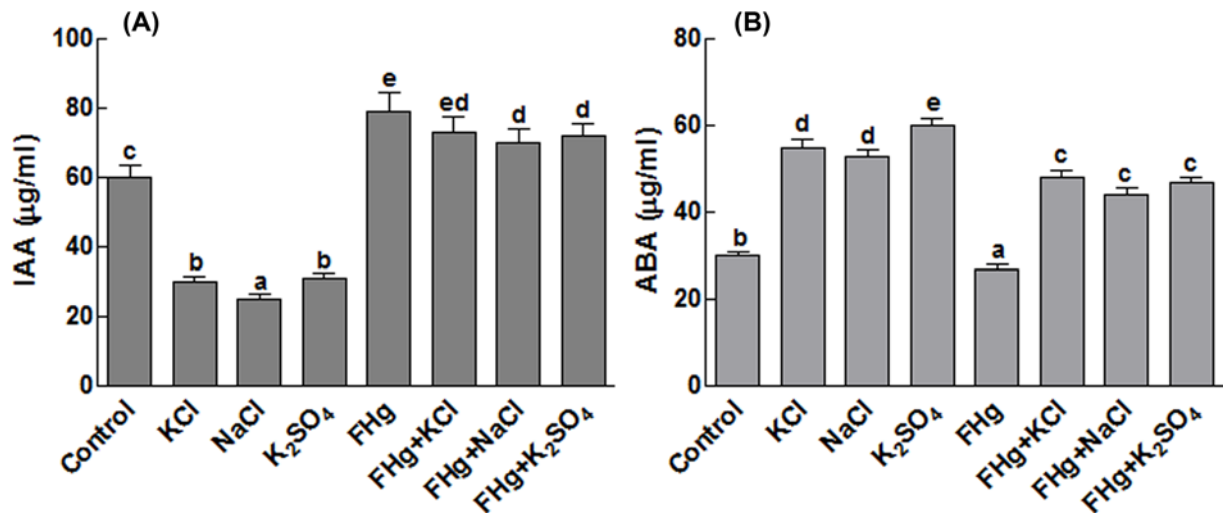 (A)
IAA (µg/ml)
100
80
60
40
20
0
c
b
a
b
e
ed
d
d
Control
KCl
NaCl
K₂SO₄
FHg
FHg+KCl
FHg+NaCl
FHg+K₂SO₄
(B)
ABA (µg/ml)
80
60
40
20
0
b
d
d
e
a
c
c
c
Control
KCl
NaCl
K₂SO₄
FHg
FHg+KCl
FHg+NaCl
FHg+K₂SO₄